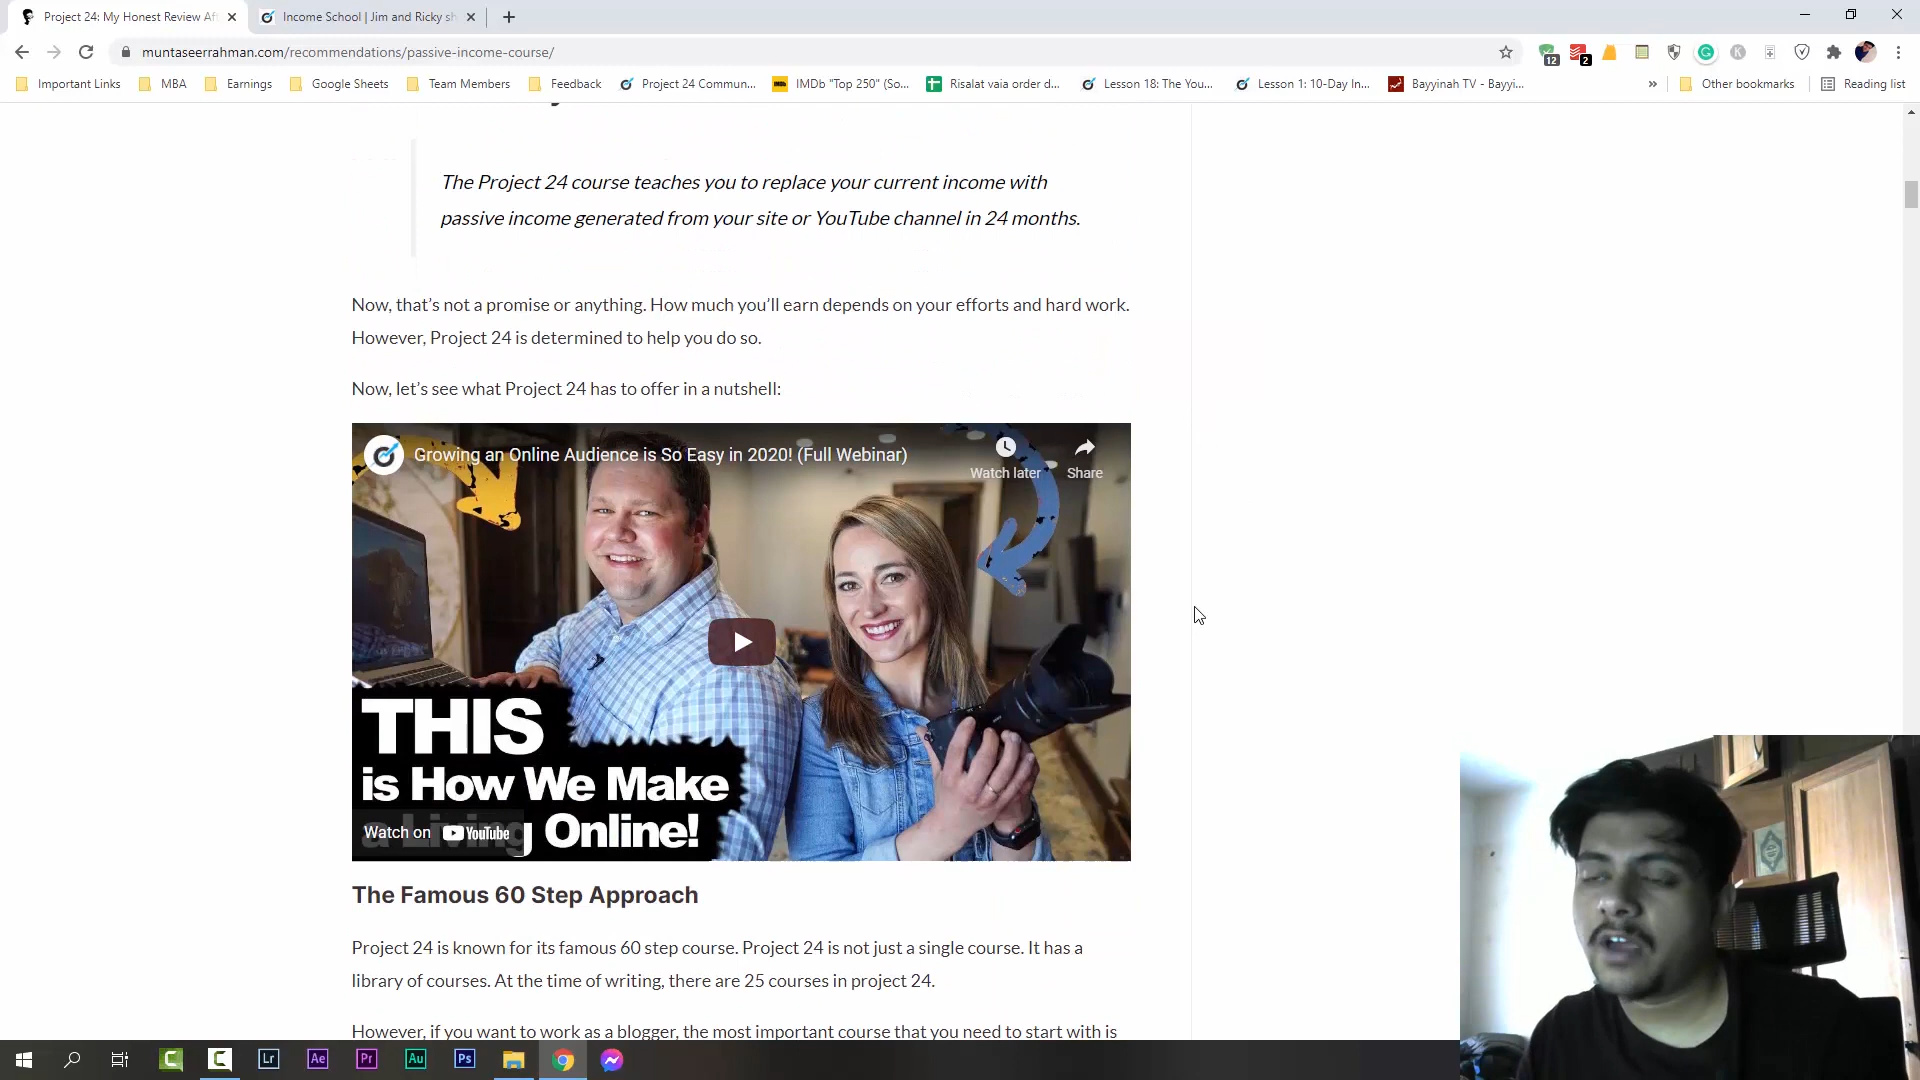 Project 24: My Honest Review Aft
Income School | Jim and Ricky sh
muntaseerrahman.com/recommendations/passive-income-course/
12
2
Important Links
MBA
Earnings
Google Sheets
Team Members
Feedback
Project 24 Commun...
IMDb "Top 250" (So...
Risalat vaia order d...
Lesson 18: The You...
Lesson 1: 10-Day In...
Bayyinah TV - Bayyi...
Other bookmarks
Reading list
The Project 24 course teaches you to replace your current income with
passive income generated from your site or YouTube channel in 24 months.
Now, that’s not a promise or anything. How much you’ll earn depends on your efforts and hard work.
However, Project 24 is determined to help you do so.
Now, let’s see what Project 24 has to offer in a nutshell:
Growing an Online Audience is So Easy in 2020! (Full Webinar)
Watch later
Share
THIS
is How We Make
a Living Online!
Watch on YouTube
The Famous 60 Step Approach
Project 24 is known for its famous 60 step course. Project 24 is not just a single course. It has a
library of courses. At the time of writing, there are 25 courses in project 24.
However, if you want to work as a blogger, the most important course that you need to start with is
Lr
Ae
Pr
Au
Ps